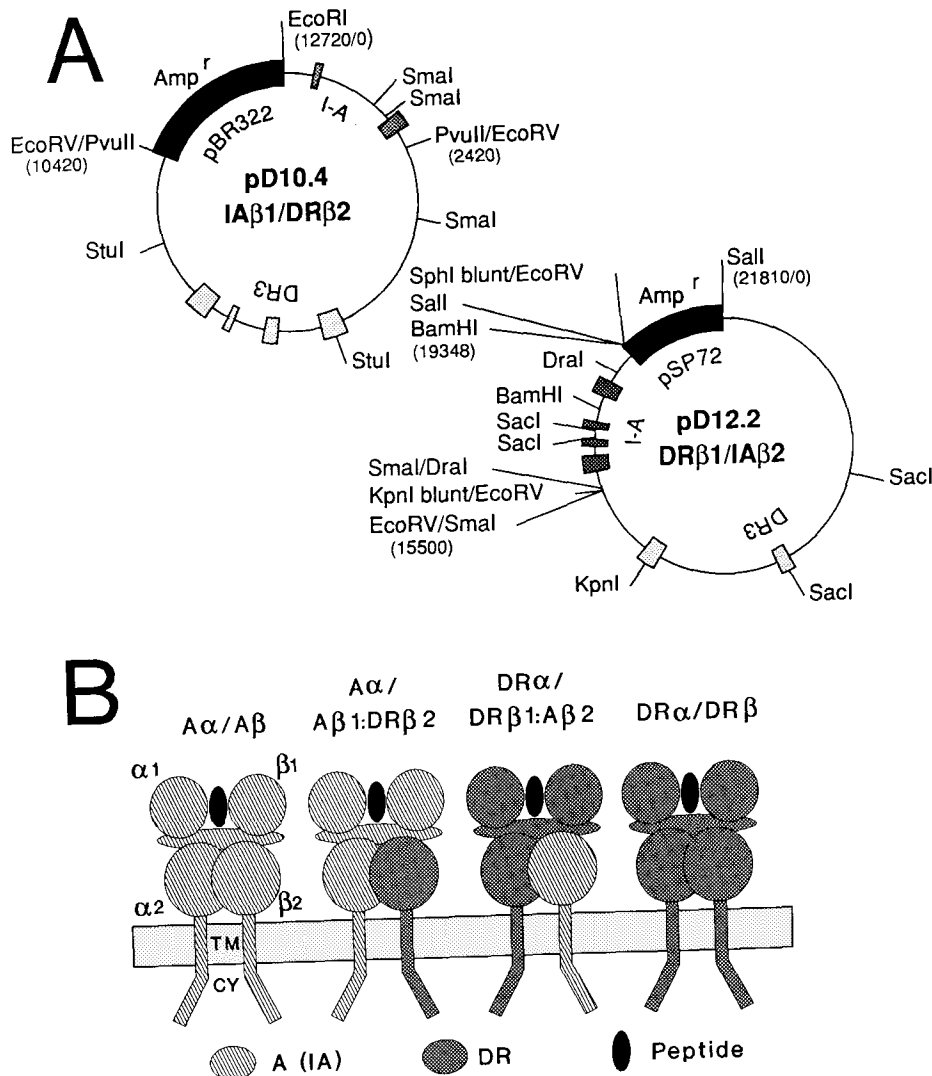 A
EcoRI
(12720/0)
Amp r
SmaI
SmaI
I-A
pBR322
EcoRV/PvuII
(10420)
PvuII/EcoRV
(2420)
pD10.4
IAβ1/DRβ2
SmaI
StuI
DR3
StuI
SphI blunt/EcoRV
SalI
BamHI
(19348)
SalI
(21810/0)
Amp r
pSP72
DraI
BamHI
SacI
SacI
I-A
pD12.2
DRβ1/IAβ2
SmaI/DraI
KpnI blunt/EcoRV
EcoRV/SmaI
(15500)
SacI
DR3
KpnI
SacI
B
Aα/Aβ
Aα/
Aβ1:DRβ2
DRα/
DRβ1:Aβ2
DRα/DRβ
α1
β1
α2
β2
TM
CY
A (IA)
DR
Peptide